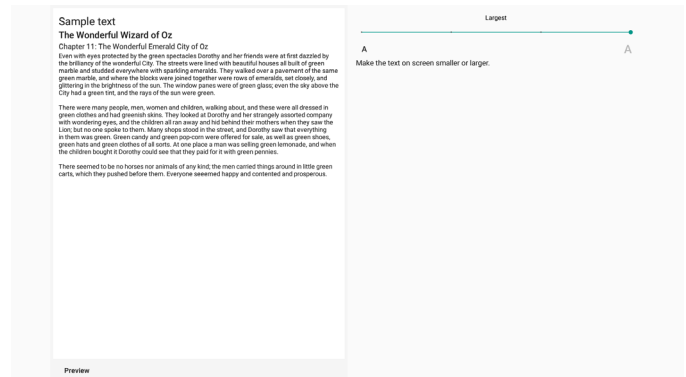 Sample text
The Wonderful Wizard of Oz
Chapter 11: The Wonderful Emerald City of Oz
Even with eyes protected by the green spectacles Dorothy and her friends were at first dazzled by
the brilliancy of the wonderful City. The streets were lined with beautiful houses all built of green
marble and studded everywhere with sparkling emeralds. They walked over a pavement of the same
green marble, and where the blocks were joined together were rows of emeralds, set closely, and
glittering in the brightness of the sun. The window panes were of green glass; even the sky above the
City had a green tint, and the rays of the sun were green.
There were many people, men, women and children, walking about, and these were all dressed in
green clothes and had greenish skins. They looked at Dorothy and her strangely assorted company
with wondering eyes, and the children all ran away and hid behind their mothers when they saw the
Lion; but no one spoke to them. Many shops stood in the street, and Dorothy saw that everything
in them was green. Green candy and green pop-corn were offered for sale, as well as green shoes,
green hats and green clothes of all sorts. At one place a man was selling green lemonade, and when
the children bought it Dorothy could see that they paid for it with green pennies.
There seemed to be no horses nor animals of any kind; the men carried things around in little green
carts, which they pushed before them. Everyone seeemed happy and contented and prosperous.
Preview
Largest
A A
Make the text on screen smaller or larger.